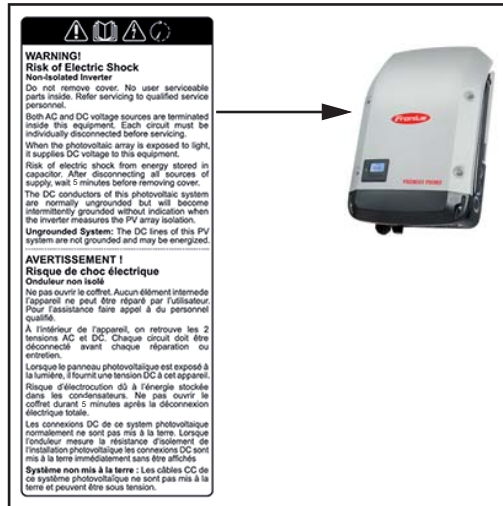 WARNING!
Risk of Electric Shock
Non-Isolated Inverter
Do not remove cover. No user serviceable
parts inside. Refer servicing to qualified service
personnel.
Both AC and DC voltage sources are terminated
inside this equipment. Each circuit must be
individually disconnected before servicing.
When the photovoltaic array is exposed to light,
it supplies DC voltage to this equipment.
Risk of electric shock from energy stored in
capacitor. After disconnecting all sources of
supply, wait 5 minutes before removing cover.
The DC conductors of this photovoltaic system
are normally ungrounded but will become
intermittently grounded without indication when
the inverter measures the PV array isolation.
Ungrounded System: The DC lines of this PV
system are not grounded and may be energized.
AVERTISSEMENT !
Risque de choc électrique
Onduleur non isolé
Ne pas ouvrir le coffret. Aucun élément internede
l'appareil ne peut être réparé par l'utilisateur.
Pour l'assistance faire appel à du personnel
qualifié.
À l'intérieur de l'appareil, on retrouve les 2
tensions AC et DC. Chaque circuit doit être
déconnecté avant chaque réparation ou
entretien.
Lorsque le panneau photovoltaïque est exposé à
la lumière, il fournit une tension DC à cet appareil.
Risque d'électrocution dû à l'énergie stockée
dans les condensateurs. Ne pas ouvrir le
coffret durant 5 minutes après la déconnexion
électrique totale.
Les connexions DC de ce system photovoltaique
normalement ne sont pas mis à la terre. Lorsque
l'onduleur mesure la résistance d'isolement de
l'installation photovoltaique les connexions DC sont
mis à la terre immédiatement sans être affichés
Système non mis à la terre : Les câbles CC de
ce système photovoltaïque ne sont pas mis à la
terre et peuvent être sous tension.
Fronius
FRONIUS PRIMO